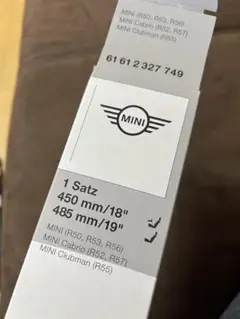 MINI (R50, R53, R56)
MINI Cabrio (R52, R57)
MINI Clubman (R55)
61 61 2 327 749
MINI
1 Satz
450 mm/18"
485 mm/19"
MINI (R50, R53, R56)
MINI Cabrio (R52, R57)
MINI Clubman (R55)